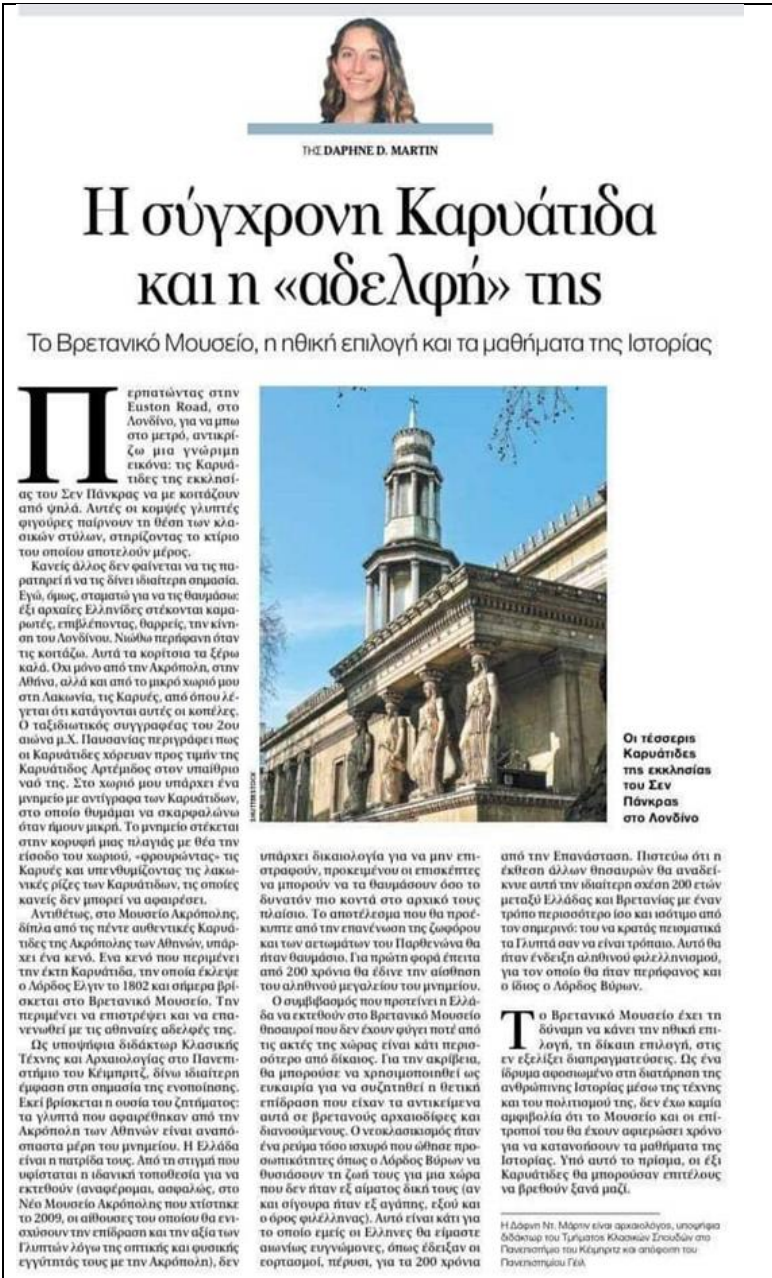 ΤΗΣ DAPHNE D. MARTIN
Η σύγχρονη Καρυάτιδα
και η «αδελφή» της
Το Βρετανικό Μουσείο, η ηθική επιλογή και τα μαθήματα της Ιστορίας
Περπατώντας στην
Euston Road, στο
Λονδίνο, για να μπω
στο μετρό, αντικρί-
ζω μια γνώριμη
εικόνα: τις Καρυά-
τιδες της εκκλησί-
ας του Σεν Πάνκρας να με κοιτάζουν
από ψηλά. Αυτές οι κομψές γλυπτές
φιγούρες παίρνουν τη θέση των κλα-
σικών στύλων, στηρίζοντας το κτίριο
του οποίου αποτελούν μέρος.
Κανείς άλλος δεν φαίνεται να τις πα-
ρατηρεί ή να τις δίνει ιδιαίτερη σημασία.
Εγώ, όμως, σταματώ για να τις θαυμάσω:
έξι αρχαίες Ελληνίδες στέκονται καμα-
ρωτές, επιβλέποντας, θαρρείς, την κίνη-
ση του Λονδίνου. Νιώθω περήφανη όταν
τις κοιτάζω. Αυτά τα κορίτσια τα ξέρω
καλά. Οχι μόνο από την Ακρόπολη, στην
Αθήνα, αλλά και από το μικρό χωριό μου
στη Λακωνία, τις Καρυές, από όπου λέ-
γεται ότι κατάγονται αυτές οι κοπέλες.
Ο ταξιδιωτικός συγγραφέας του 2ου
αιώνα μ.Χ. Παυσανίας περιγράφει πως
οι Καρυάτιδες χόρευαν προς τιμήν της
Καρυάτιδος Αρτέμιδος στον υπαίθριο
ναό της. Στο χωριό μου υπάρχει ένα
μνημείο με αντίγραφα των Καρυάτιδων,
στο οποίο θυμάμαι να σκαρφαλώνω
όταν ήμουν μικρή. Το μνημείο στέκεται
στην κορυφή μιας πλαγιάς με θέα την
είσοδο του χωριού, «φρουρώντας» τις
Καρυές και υπενθυμίζοντας τις λακω-
νικές ρίζες των Καρυάτιδων, τις οποίες
κανείς δεν μπορεί να αφαιρέσει.
Αντιθέτως, στο Μουσείο Ακρόπολης,
δίπλα από τις πέντε αυθεντικές Καρυά-
τιδες της Ακρόπολης των Αθηνών, υπάρ-
χει ένα κενό. Ενα κενό που περιμένει
την έκτη Καρυάτιδα, την οποία έκλεψε
ο Λόρδος Ελγιν το 1802 και σήμερα βρί-
σκεται στο Βρετανικό Μουσείο. Την
περιμένει να επιστρέψει και να επα-
νενωθεί με τις αθηναίες αδελφές της.
Ως υποψήφια διδάκτωρ Κλασικής
Τέχνης και Αρχαιολογίας στο Πανεπι-
στήμιο του Κέιμπριτζ, δίνω ιδιαίτερη
έμφαση στη σημασία της ενοποίησης.
Εκεί βρίσκεται η ουσία του ζητήματος:
τα γλυπτά που αφαιρέθηκαν από την
Ακρόπολη των Αθηνών είναι αναπό-
σπαστα μέρη του μνημείου. Η Ελλάδα
είναι η πατρίδα τους. Από τη στιγμή που
υφίσταται η ιδανική τοποθεσία για να
εκτεθούν (αναφέρομαι, ασφαλώς, στο
Νέο Μουσείο Ακρόπολης που χτίστηκε
το 2009, οι αίθουσες του οποίου θα ενι-
σχύσουν την επίδραση και την αξία των
Γλυπτών λόγω της οπτικής και φυσικής
εγγύτητάς τους με την Ακρόπολη), δεν
SHUTTERSTOCK
Οι τέσσερις
Καρυάτιδες
της εκκλησίας
του Σεν
Πάνκρας
στο Λονδίνο
υπάρχει δικαιολογία για να μην επι-
στραφούν, προκειμένου οι επισκέπτες
να μπορούν να τα θαυμάσουν όσο το
δυνατόν πιο κοντά στο αρχικό τους
πλαίσιο. Το αποτέλεσμα που θα προέ-
κυπτε από την επανένωση της ζωφόρου
και των αετωμάτων του Παρθενώνα θα
ήταν θαυμάσιο. Για πρώτη φορά έπειτα
από 200 χρόνια θα έδινε την αίσθηση
του αληθινού μεγαλείου του μνημείου.
Ο συμβιβασμός που προτείνει η Ελλά-
δα να εκτεθούν στο Βρετανικό Μουσείο
θησαυροί που δεν έχουν φύγει ποτέ από
τις ακτές της χώρας είναι κάτι περισ-
σότερο από δίκαιος. Για την ακρίβεια,
θα μπορούσε να χρησιμοποιηθεί ως
ευκαιρία για να συζητηθεί η θετική
επίδραση που είχαν τα αντικείμενα
αυτά σε βρετανούς αρχαιοδίφες και
διανοούμενους. Ο νεοκλασικισμός ήταν
ένα ρεύμα τόσο ισχυρό που ώθησε προ-
σωπικότητες όπως ο Λόρδος Βύρων να
θυσιάσουν τη ζωή τους για μια χώρα
που δεν ήταν εξ αίματος δική τους (αν
και σίγουρα ήταν εξ αγάπης, εξού και
ο όρος φιλέλληνας). Αυτό είναι κάτι για
το οποίο εμείς οι Ελληνες θα είμαστε
αιωνίως ευγνώμονες, όπως έδειξαν οι
εορτασμοί, πέρυσι, για τα 200 χρόνια
από την Επανάσταση. Πιστεύω ότι η
έκθεση άλλων θησαυρών θα αναδεί-
κνυε αυτή την ιδιαίτερη σχέση 200 ετών
μεταξύ Ελλάδας και Βρετανίας με έναν
τρόπο περισσότερο ίσο και ισότιμο από
τον σημερινό: του να κρατάς πεισματικά
τα Γλυπτά σαν να είναι τρόπαιο. Αυτό θα
ήταν ένδειξη αληθινού φιλελληνισμού,
για τον οποίο θα ήταν περήφανος και
ο ίδιος ο Λόρδος Βύρων.
Το Βρετανικό Μουσείο έχει τη
δύναμη να κάνει την ηθική επι-
λογή, τη δίκαιη επιλογή, στις
εν εξελίξει διαπραγματεύσεις. Ως ένα
ίδρυμα αφοσιωμένο στη διατήρηση της
ανθρώπινης Ιστορίας μέσω της τέχνης
και του πολιτισμού της, δεν έχω καμία
αμφιβολία ότι το Μουσείο και οι επί-
τροποί του θα έχουν αφιερώσει χρόνο
για να κατανοήσουν τα μαθήματα της
Ιστορίας. Υπό αυτό το πρίσμα, οι έξι
Καρυάτιδες θα μπορούσαν επιτέλους
να βρεθούν ξανά μαζί.
Η Δάφνη Ντ. Μάρτιν είναι αρχαιολόγος, υποψήφια
διδάκτωρ του Τμήματος Κλασικών Σπουδών στο
Πανεπιστήμιο του Κέιμπριτζ και απόφοιτη του
Πανεπιστημίου Γέιλ.